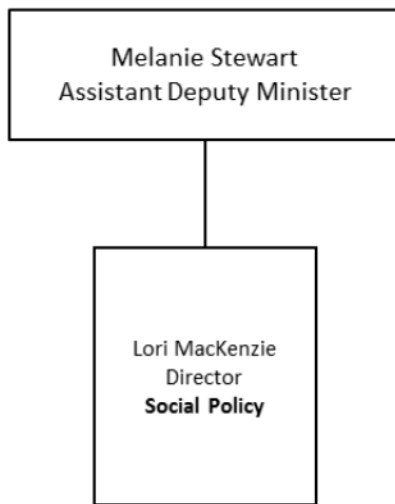 Melanie Stewart
Assistant Deputy Minister
Lori MacKenzie
Director
Social Policy